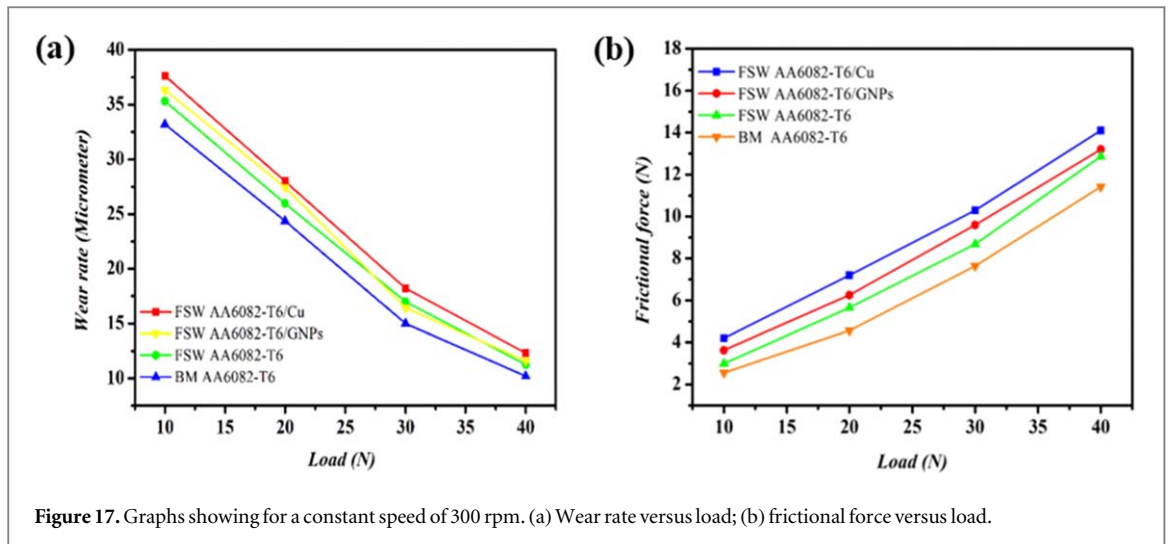 (a)
40
35
30
25
20
15
10
Wear rate (Micrometer)
FSW AA6082-T6/Cu
FSW AA6082-T6/GNPs
FSW AA6082-T6
BM AA6082-T6
10 15 20 25 30 35 40
Load (N)
(b)
18
16
14
12
10
8
6
4
2
Frictional force (N)
FSW AA6082-T6/Cu
FSW AA6082-T6/GNPs
FSW AA6082-T6
BM AA6082-T6
10 15 20 25 30 35 40
Load (N)
Figure 17. Graphs showing for a constant speed of 300 rpm. (a) Wear rate versus load; (b) frictional force versus load.